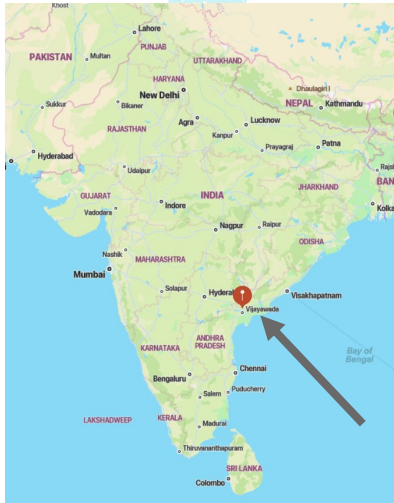 Khost
Lahore
PUNJAB
PAKISTAN
Multan
UTTARAKHAND
HARYANA
New Delhi
Dhaulagiri I
Sukkur
Bikaner
NEPAL
Kathmandu
Agra
Lucknow
RAJASTHAN
Kanpur
Patna
Hyderabad
Prayagraj
Udaipur
Rajs
BAN
JHARKHAND
GUJARAT
INDIA
Indore
Kolka
Vadodara
Nagpur
Raipur
ODISHA
Nashik
MAHARASHTRA
Mumbai
Solapur
Hyderab
Visakhapatnam
Vijayawada
ANDHRA
PRADESH
KARNATAKA
Bay of
Bengal
Chennai
Bengaluru
Puducherry
Salem
LAKSHADWEEP
KERALA
Madurai
Thiruvananthapuram
SRI LANKA
Colombo